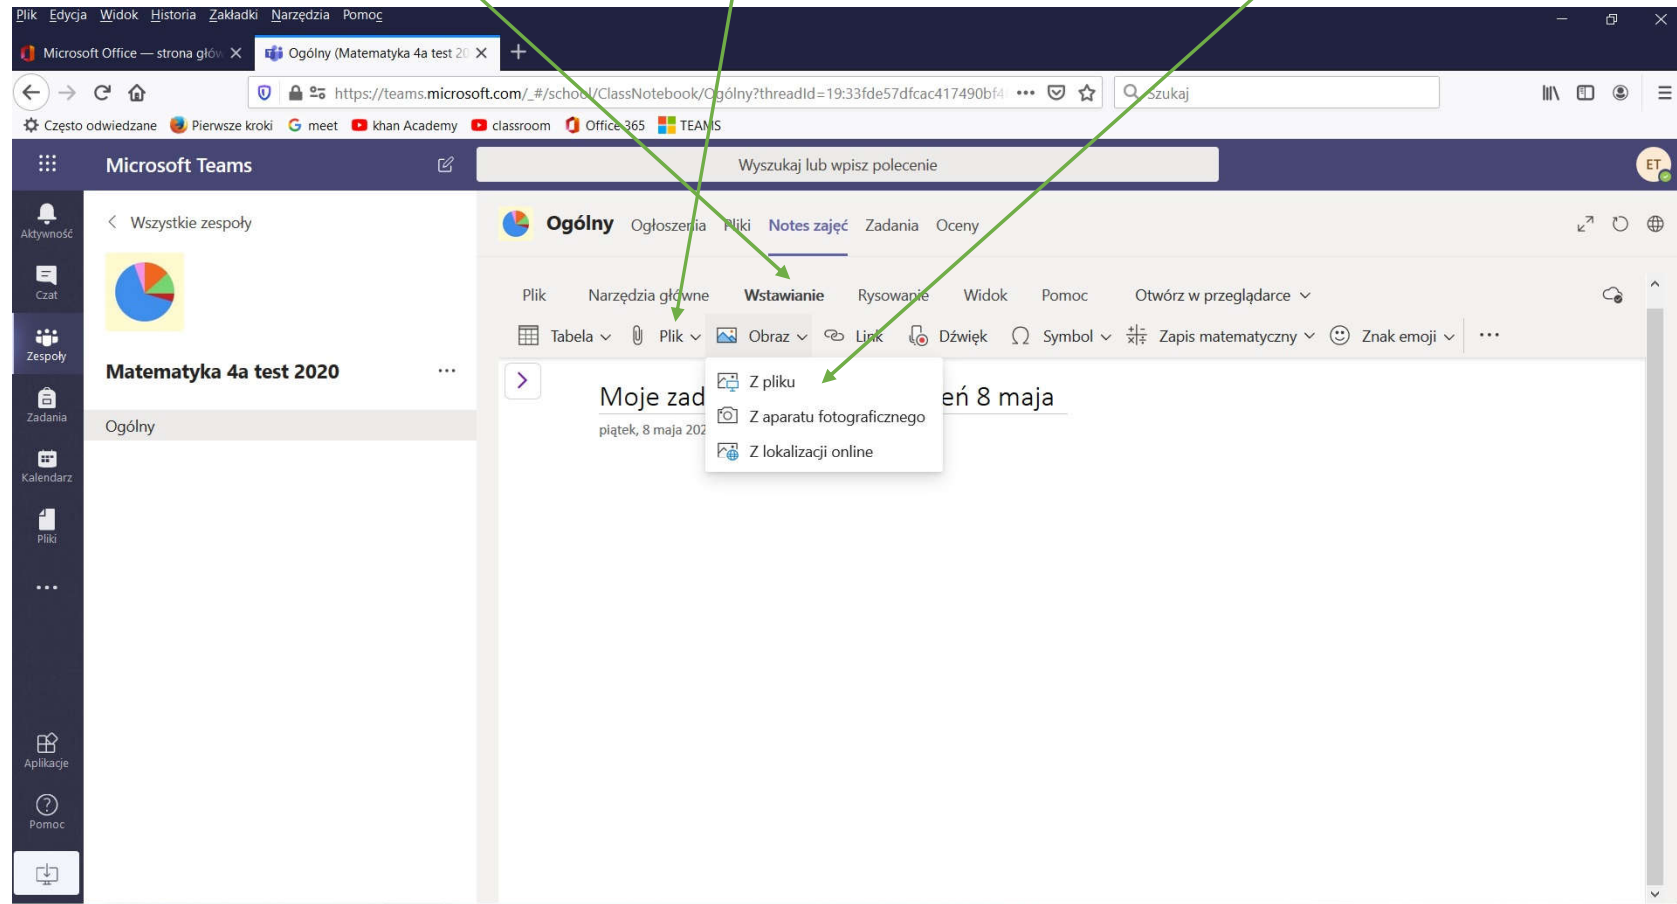 Plik Edycja Widok Historia Zakładki Narzędzia Pomoc
Microsoft Office — strona głów
Ogólny (Matematyka 4a test 20
https://teams.microsoft.com/_#/school/ClassNotebook/Ogólny?threadId=19:33fde57dfcac417490bf4
Szukaj
Często odwiedzane Pierwsze kroki G meet khan Academy classroom Office 365 TEAMS
Microsoft Teams
Wyszukaj lub wpisz polecenie
ET
Aktywność
Czat
Zespoły
Zadania
Kalendarz
Pliki
Aplikacje
Pomoc
Wszystkie zespoły
Matematyka 4a test 2020
Ogólny
Ogólny Ogłoszenia Pliki Notes zajęć Zadania Oceny
Plik Narzędzia główne Wstawianie Rysowanie Widok Pomoc Otwórz w przeglądarce
Tabela Plik Obraz Link Dźwięk Symbol Zapis matematyczny Znak emoji
Z pliku
Z aparatu fotograficznego
Z lokalizacji online
Moje zad eń 8 maja
piątek, 8 maja 202